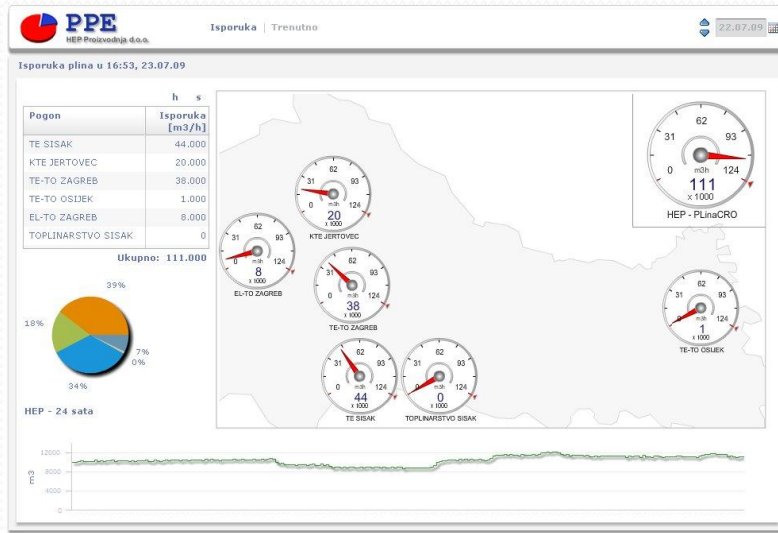 PPE
HEP Proizvodnja d.o.o.
Isporuka | Trenutno
22.07.09
Isporuka plina u 16:53, 23.07.09
h s
Pogon Isporuka [m3/h]
TE SISAK 44.000
KTE JERTOVEC 20.000
TE-TO ZAGREB 38.000
TE-TO OSIJEK 1.000
EL-TO ZAGREB 8.000
TOPLINARSTVO SISAK 0
Ukupno: 111.000
39%
18%
7%
0%
34%
0 31 62 93 124
m3h
111
x 1000
HEP - PLinaCRO
0 31 62 93 124
m3h
20
x 1000
KTE JERTOVEC
0 31 62 93 124
m3h
8
x 1000
EL-TO ZAGREB
0 31 62 93 124
m3h
38
x 1000
TE-TO ZAGREB
0 31 62 93 124
m3h
1
x 1000
TE-TO OSIJEK
0 31 62 93 124
m3h
44
x 1000
TE SISAK
0 31 62 93 124
m3h
0
x 1000
TOPLINARSTVO SISAK
HEP - 24 sata
m3
12000
8000
4000
0